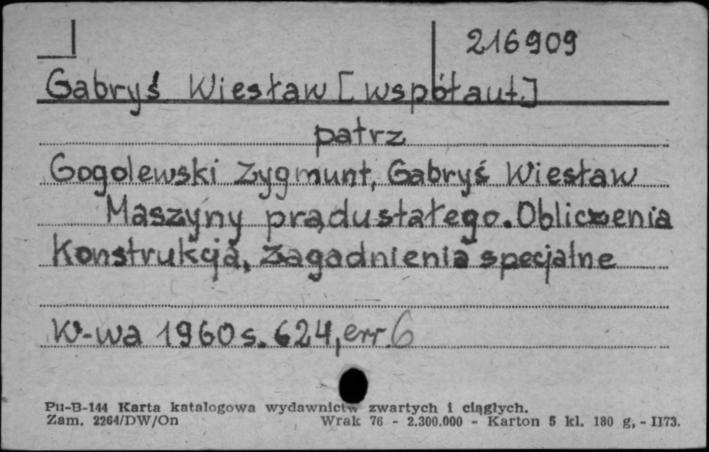 216909
Gabryś Wiesław [współaut.]
patrz
Gogolewski Zygmunt, Gabryś Wiesław
Maszyny prądu stałego. Obliczenia
Konstrukcja, zagadnienia specjalne
W-wa 1960 s. 624, err. 6
Pu-B-144 Karta katalogowa wydawnictw zwartych i ciągłych.
Zam. 2264/DW/On Wrak 76 - 2.300.000 - Karton 5 kl. 180 g, - II73.